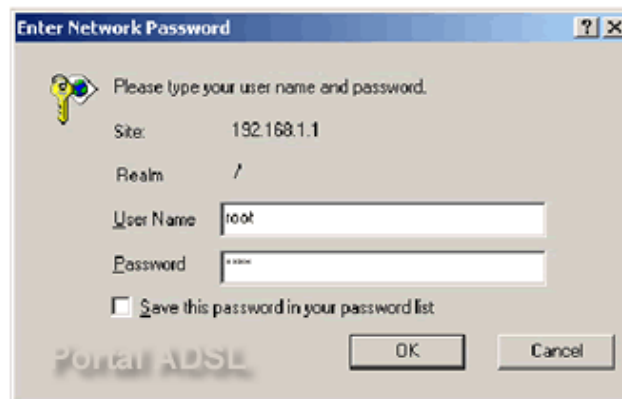 Enter Network Password
Please type your user name and password.
Site: 192.168.1.1
Realm /
User Name root
Password ****
Save this password in your password list
OK Cancel
Portal ADSL